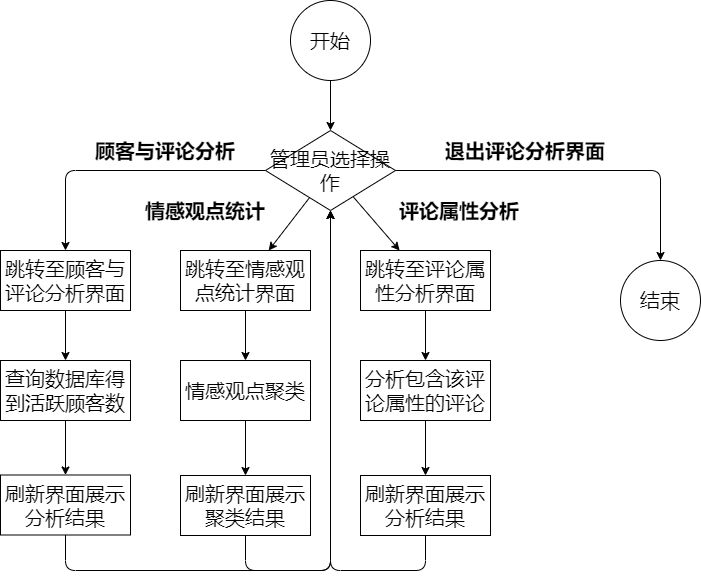 开始
顾客与评论分析
管理员选择操
作
退出评论分析界面
情感观点统计
评论属性分析
跳转至顾客与
评论分析界面
跳转至情感观
点统计界面
跳转至评论属
性分析界面
结束
查询数据库得
到活跃顾客数
情感观点聚类
分析包含该评
论属性的评论
刷新界面展示
分析结果
刷新界面展示
聚类结果
刷新界面展示
分析结果